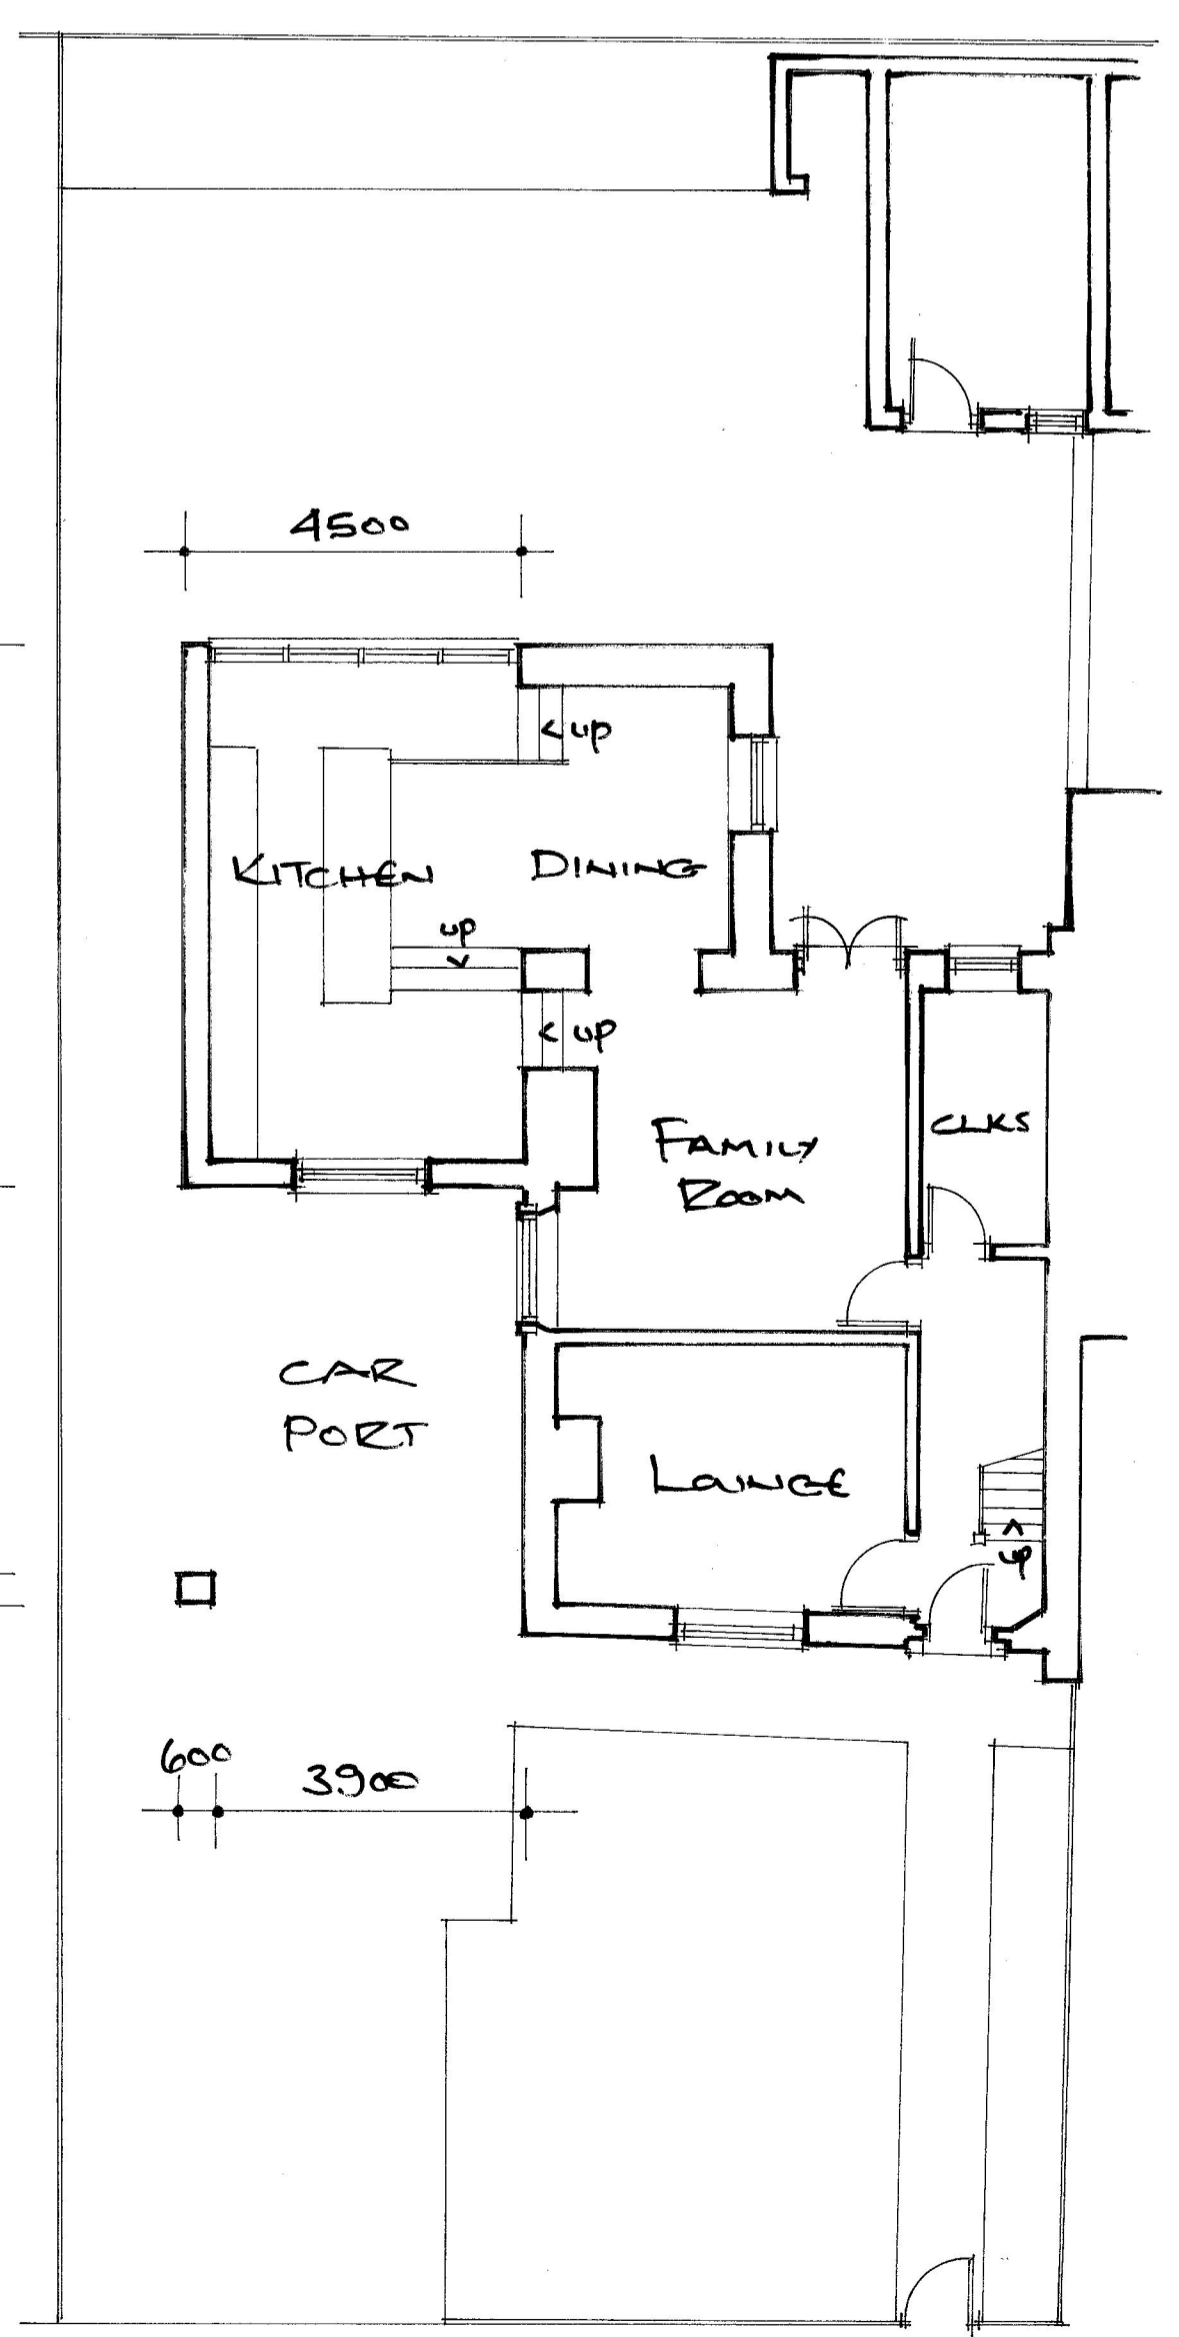 4500
< up
KITCHEN
DINING
up
< up
CLKS
FAMILY
ROOM
CAR
PORT
LOUNGE
up
600
3900